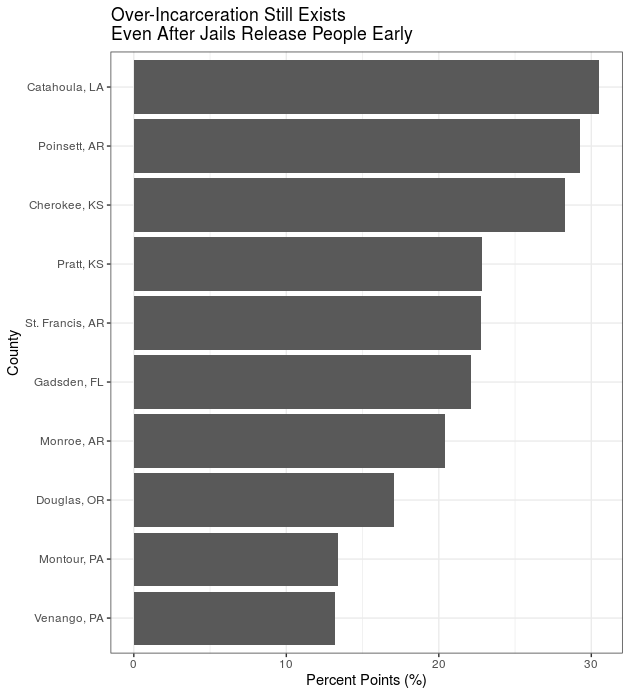 Over-Incarceration Still Exists
Even After Jails Release People Early
County
Catahoula, LA
Poinsett, AR
Cherokee, KS
Pratt, KS
St. Francis, AR
Gadsden, FL
Monroe, AR
Douglas, OR
Montour, PA
Venango, PA
0 10 20 30
Percent Points (%)